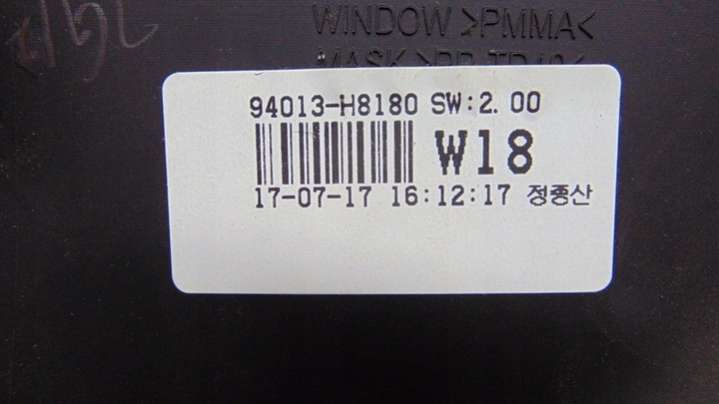 WINDOW >PMMA<
94013-H8180 SW:2.00
W18
17-07-17 16:12:17 정종산